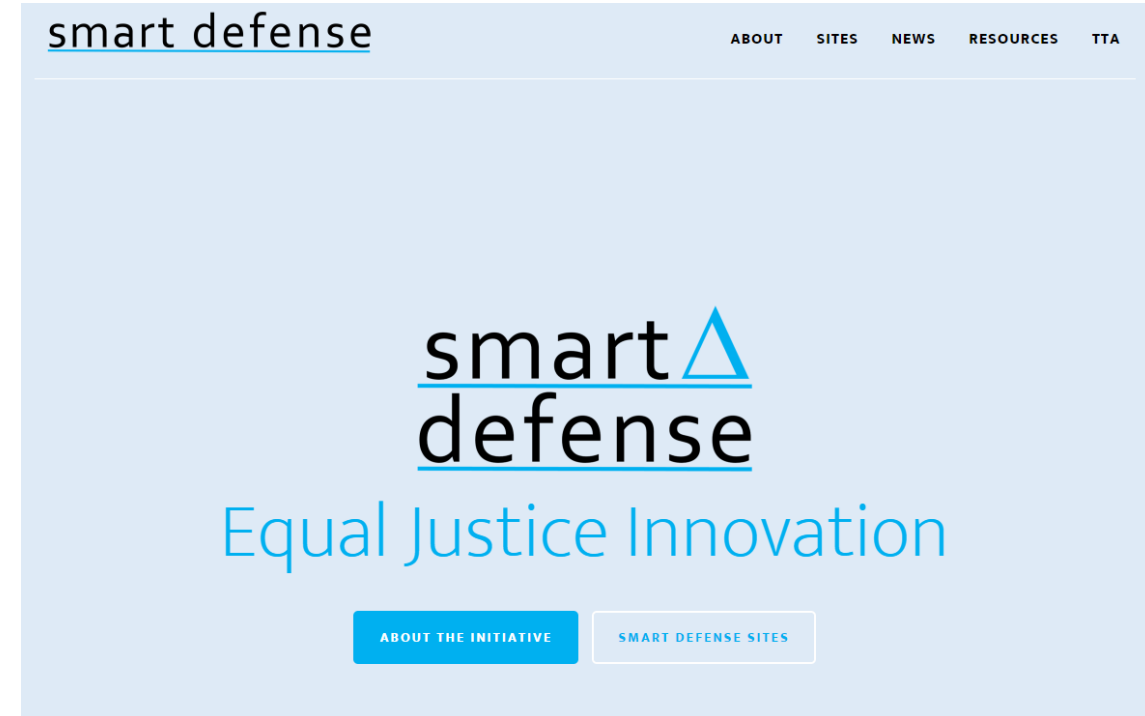 smart defense
ABOUT SITES NEWS RESOURCES TTA
smart Δ
defense
Equal Justice Innovation
ABOUT THE INITIATIVE
SMART DEFENSE SITES